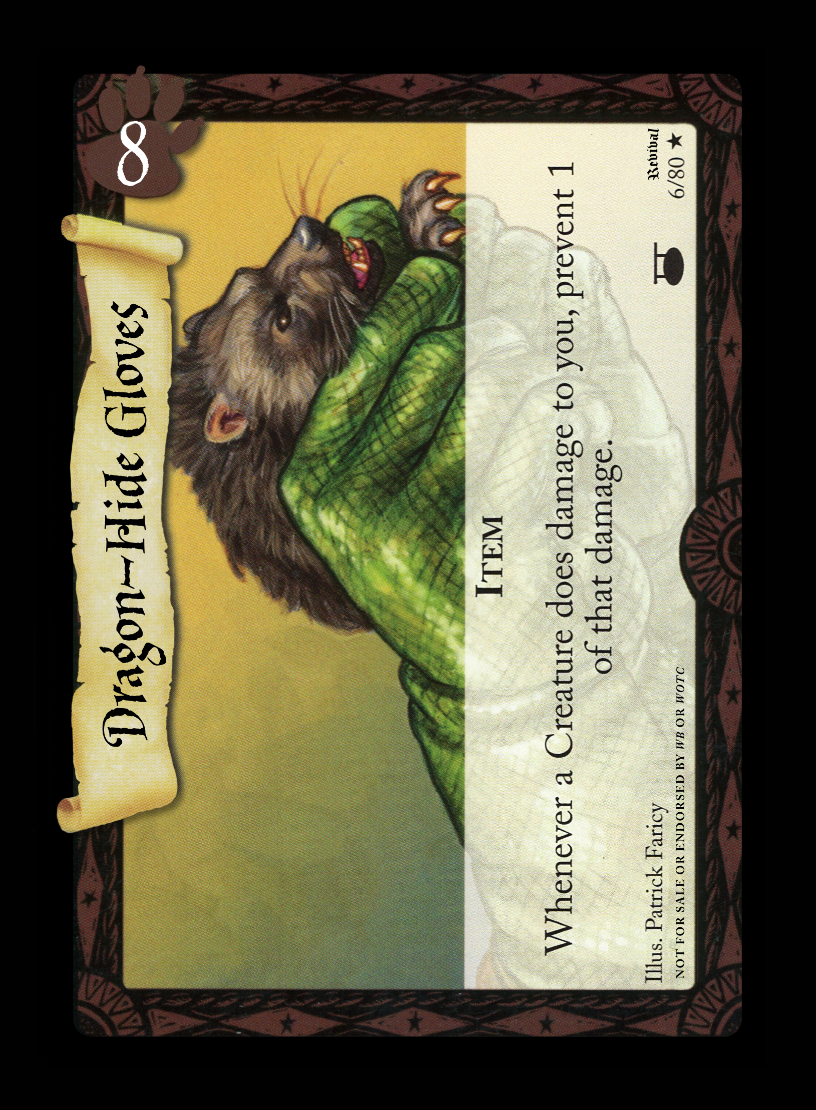 Dragon-Hide Gloves
8
ITEM
Whenever a Creature does damage to you, prevent 1
of that damage.
Illus. Patrick Faricy
NOT FOR SALE OR ENDORSED BY WB OR WOTC
Revival
6/80 ★